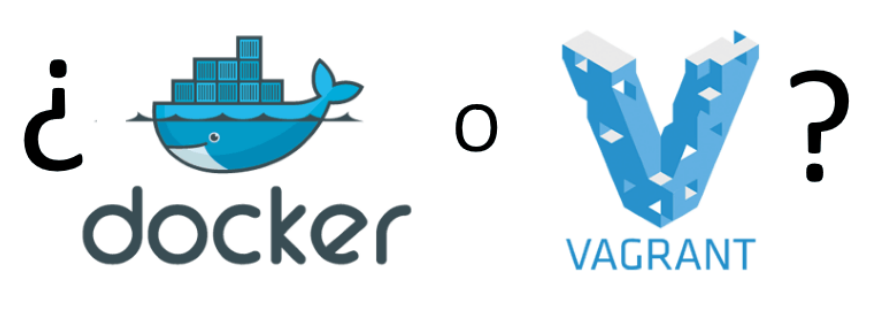 ¿ docker o VAGRANT ?